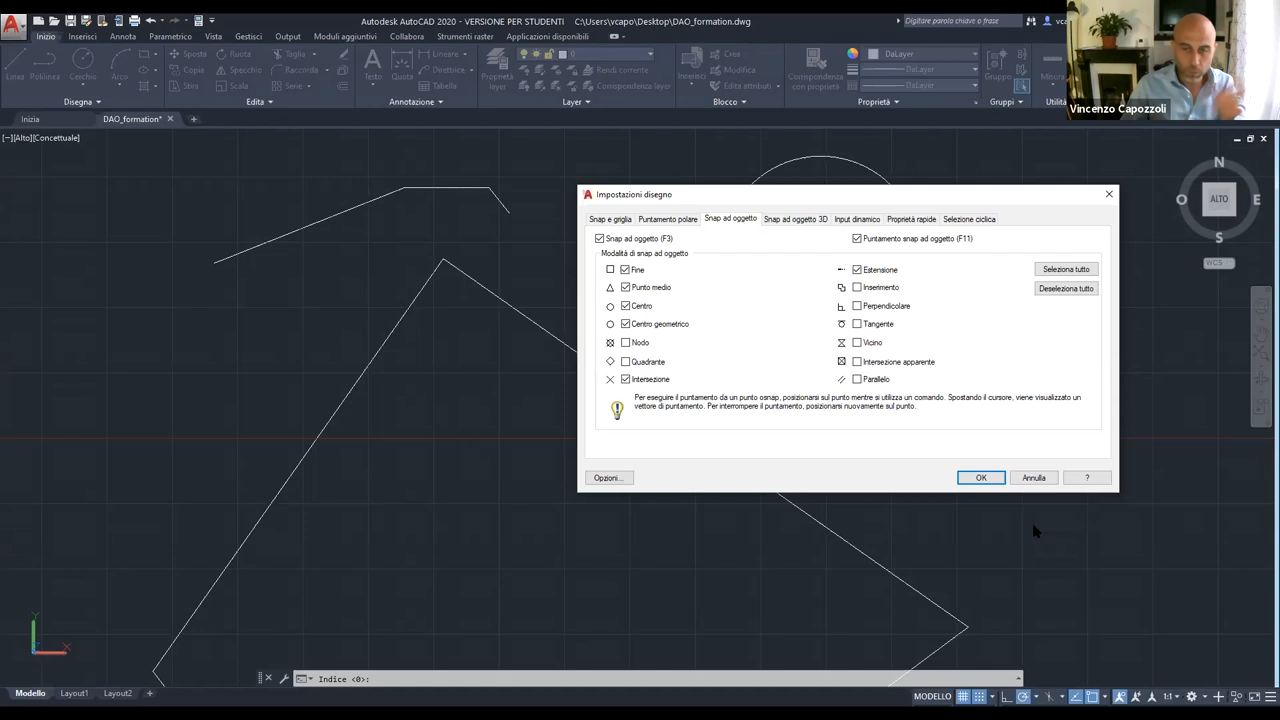 Autodesk AutoCAD 2020 - VERSIONE PER STUDENTI C:\Users\vcapo\Desktop\DAO_formation.dwg
Digitare parola chiave o frase
Inizio Inserisci Annota Parametrico Vista Gestisci Output Moduli aggiuntivi Collabora Strumenti raster Applicazioni disponibili
Linea Polilinea Cerchio Arco
Sposta Ruota Taglia
Copia Specchio Raccorda
Stira Scala Serie
Testo Quota
Lineare
Direttrice
Tabella
Proprietà
Layer
0
Rendi corrente
Corrispondenza layer
Inserisci
Crea
Modifica
Modifica attributi
Corrispondenza
con proprietà
DaLayer
DaLayer
DaLayer
Gruppo
Misura
Disegna Edita Annotazione Layer Blocco Proprietà Gruppi Utilità
Vincenzo Capozzoli
Inizia DAO_formation*
[−][Alto][Concettuale]
N
O ALTO E
S
WCS
Impostazioni disegno
Snap e griglia Puntamento polare Snap ad oggetto Snap ad oggetto 3D Input dinamico Proprietà rapide Selezione ciclica
Snap ad oggetto (F3) Puntamento snap ad oggetto (F11)
Modalità di snap ad oggetto
Fine Estensione Seleziona tutto
Punto medio Inserimento Deseleziona tutto
Centro Perpendicolare
Centro geometrico Tangente
Nodo Vicino
Quadrante Intersezione apparente
Intersezione Parallelo
Per eseguire il puntamento da un punto osnap, posizionarsi sul punto mentre si utilizza un comando. Spostando il cursore, viene visualizzato un
vettore di puntamento. Per interrompere il puntamento, posizionarsi nuovamente sul punto.
Opzioni... OK Annulla ?
Y
X
Indice <0>:
Modello Layout1 Layout2 +
MODELLO 1:1